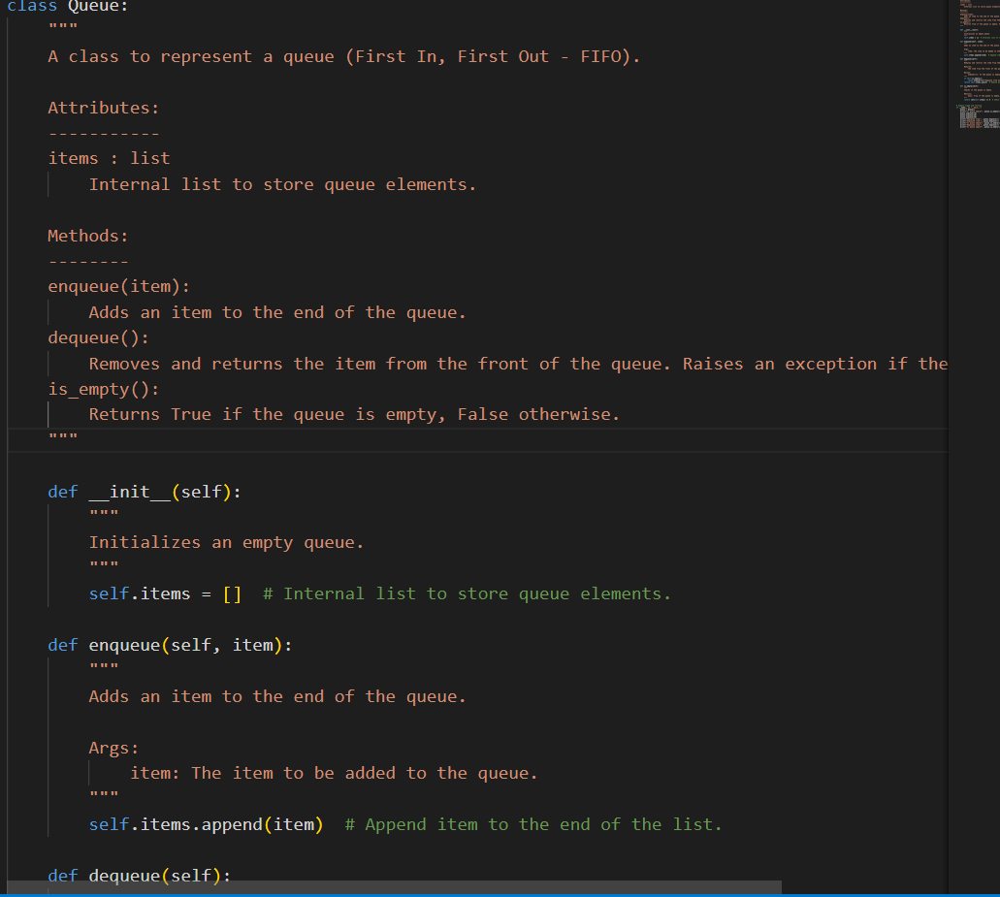 class Queue:
    """
    A class to represent a queue (First In, First Out - FIFO).

    Attributes:
    -----------
    items : list
        Internal list to store queue elements.

    Methods:
    --------
    enqueue(item):
        Adds an item to the end of the queue.
    dequeue():
        Removes and returns the item from the front of the queue. Raises an exception if the
    is_empty():
        Returns True if the queue is empty, False otherwise.
    """

    def __init__(self):
        """
        Initializes an empty queue.
        """
        self.items = []  # Internal list to store queue elements.

    def enqueue(self, item):
        """
        Adds an item to the end of the queue.

        Args:
            item: The item to be added to the queue.
        """
        self.items.append(item)  # Append item to the end of the list.

    def dequeue(self):